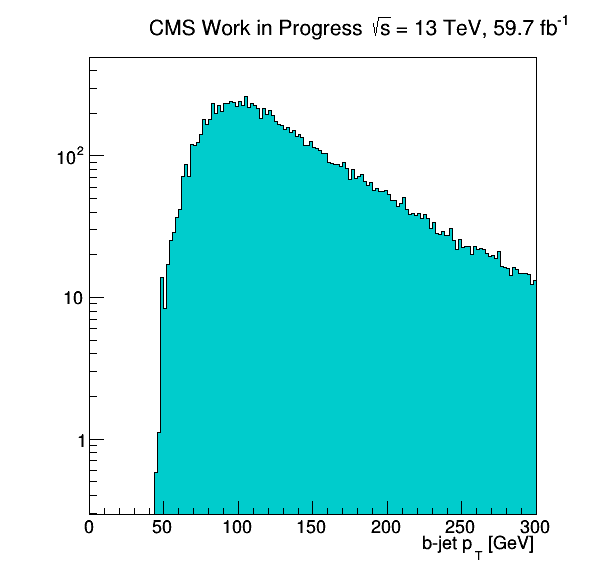 CMS Work in Progress √s = 13 TeV, 59.7 fb⁻¹
10²
10
1
0 50 100 150 200 250 300
b-jet p_T [GeV]